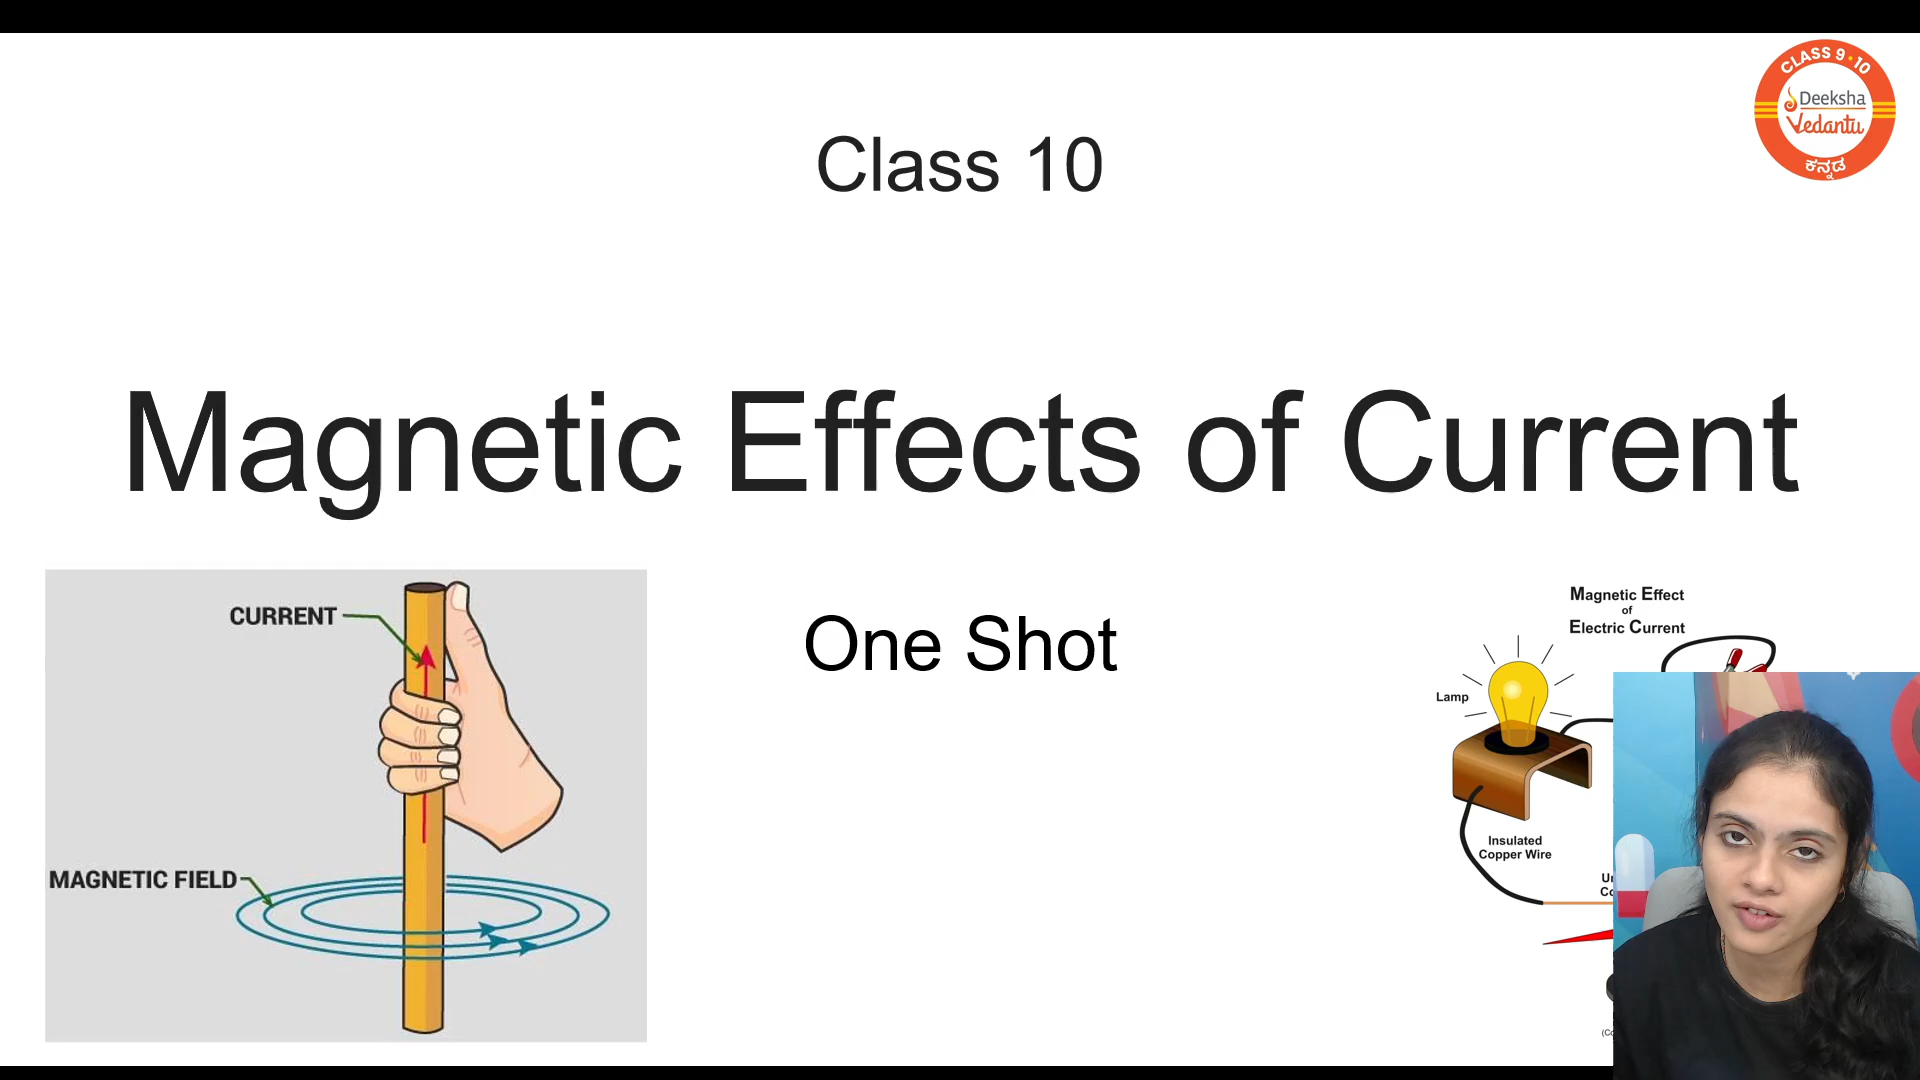 CLASS 9•10
Deeksha
Vedantu
ಕನ್ನಡ
Class 10
Magnetic Effects of Current
One Shot
CURRENT
MAGNETIC FIELD
Magnetic Effect
of
Electric Current
Lamp
Insulated
Copper Wire